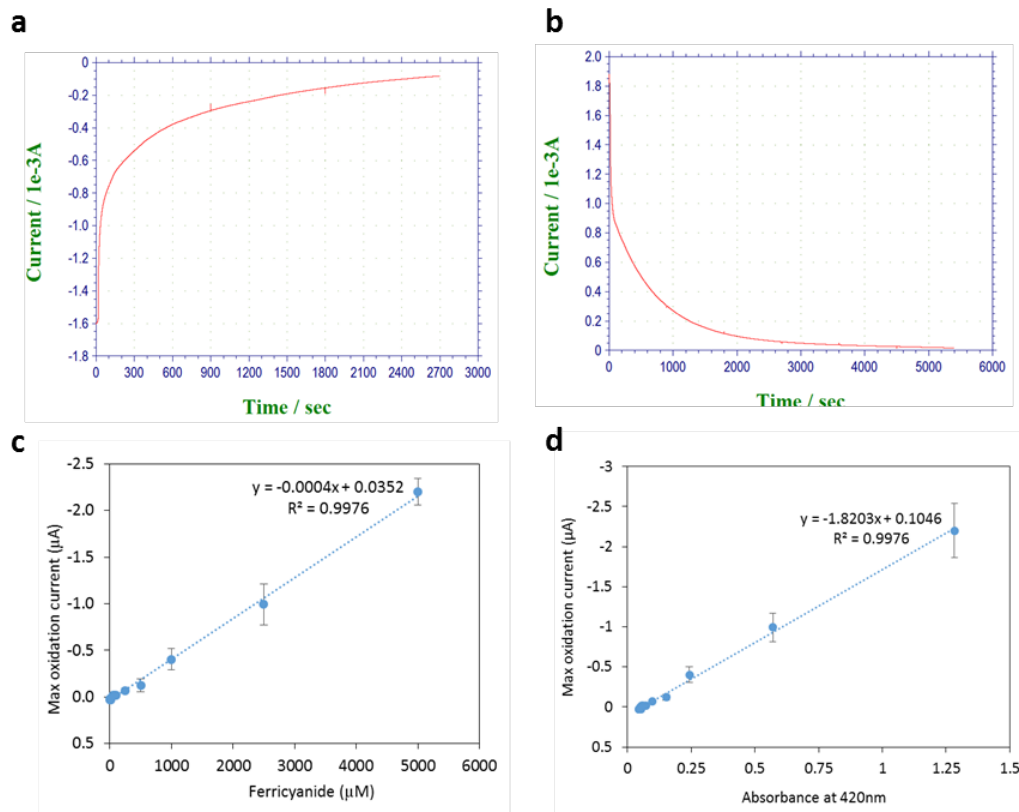 a
0
-0.2
-0.4
-0.6
-0.8
-1.0
-1.2
-1.4
-1.6
-1.8
Current / 1e-3A
0 300 600 900 1200 1500 1800 2100 2400 2700 3000
Time / sec
b
2.0
1.8
1.6
1.4
1.2
1.0
0.8
0.6
0.4
0.2
0
Current / 1e-3A
0 1000 2000 3000 4000 5000 6000
Time / sec
c
-2.5
-2.0
-1.5
-1.0
-0.5
0.0
0.5
Max oxidation current (µA)
y = -0.0004x + 0.0352
R² = 0.9976
0 1000 2000 3000 4000 5000 6000
Ferricyanide (µM)
d
-3
-2.5
-2
-1.5
-1
-0.5
0
0.5
Max oxidation current (µA)
y = -1.8203x + 0.1046
R² = 0.9976
0 0.25 0.5 0.75 1 1.25 1.5
Absorbance at 420nm